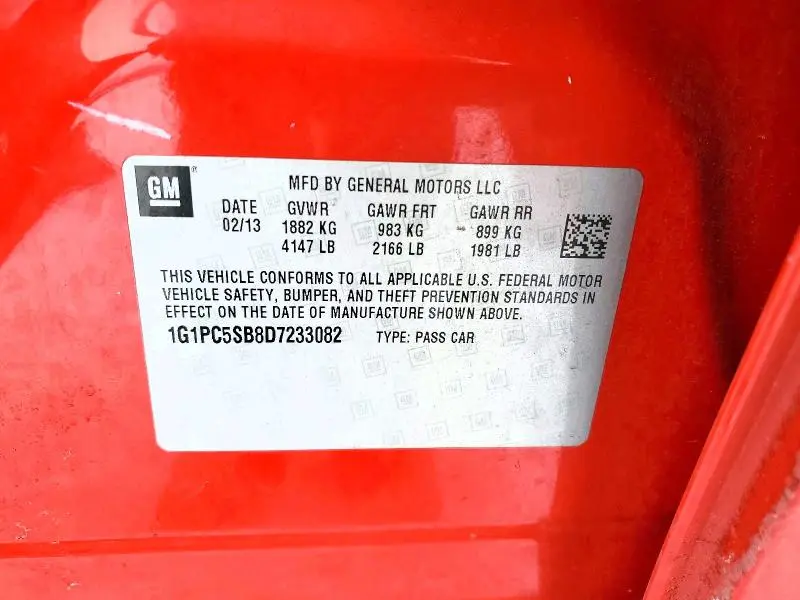 GM
MFD BY GENERAL MOTORS LLC
DATE GVWR GAWR FRT GAWR RR
02/13 1882 KG 983 KG 899 KG
4147 LB 2166 LB 1981 LB
THIS VEHICLE CONFORMS TO ALL APPLICABLE U.S. FEDERAL MOTOR
VEHICLE SAFETY, BUMPER, AND THEFT PREVENTION STANDARDS IN
EFFECT ON THE DATE OF MANUFACTURE SHOWN ABOVE.
1G1PC5SB8D7233082 TYPE: PASS CAR